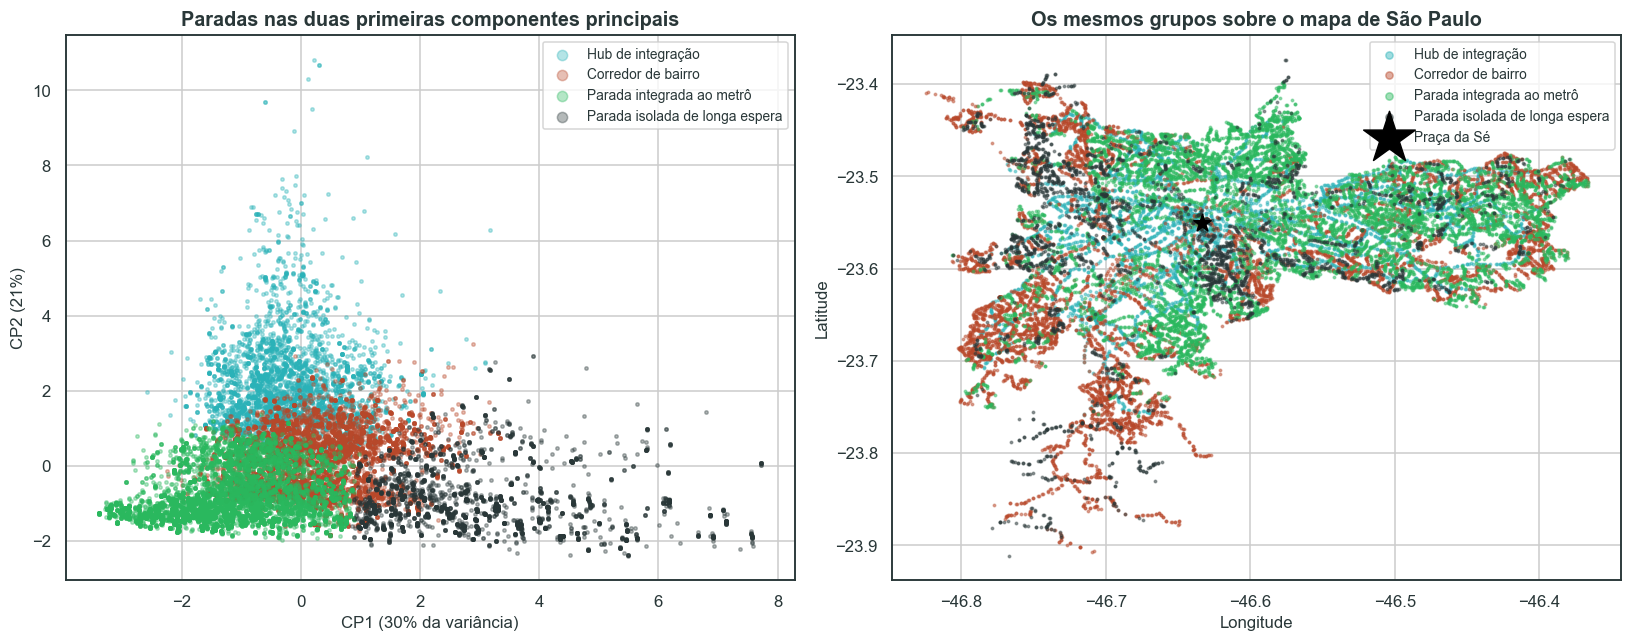 Paradas nas duas primeiras componentes principais
Hub de integração
Corredor de bairro
Parada integrada ao metrô
Parada isolada de longa espera
10
8
6
4
2
0
−2
CP2 (21%)
−2
0
2
4
6
8
CP1 (30% da variância)
Os mesmos grupos sobre o mapa de São Paulo
Hub de integração
Corredor de bairro
Parada integrada ao metrô
Parada isolada de longa espera
Praça da Sé
−23.4
−23.5
−23.6
−23.7
−23.8
−23.9
Latitude
−46.8
−46.7
−46.6
−46.5
−46.4
Longitude